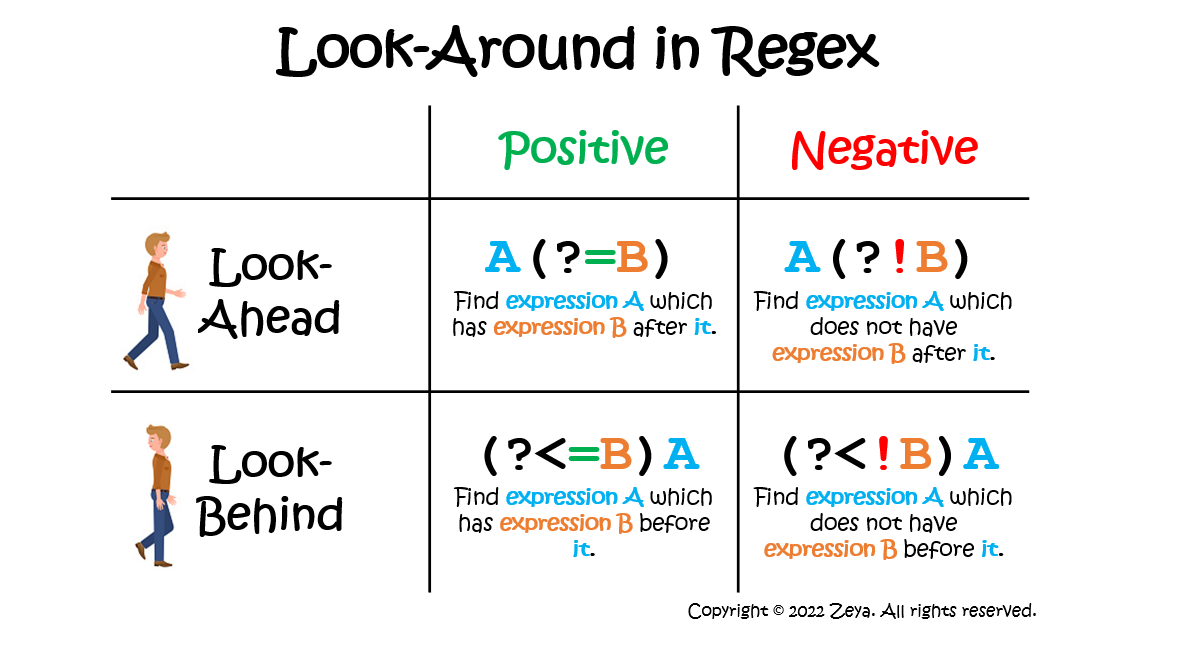 Look-Around in Regex
Positive
Negative
Look-
Ahead
A(?=B)
Find expression A which
has expression B after it.
A(?!B)
Find expression A which
does not have
expression B after it.
Look-
Behind
(?<=B)A
Find expression A which
has expression B before
it.
(?<!B)A
Find expression A which
does not have
expression B before it.
Copyright © 2022 Zeya. All rights reserved.